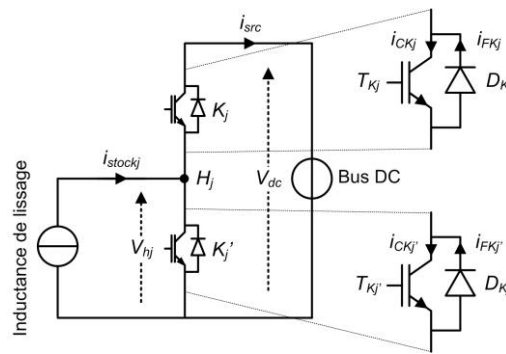 i_src
i_CKj
i_FKj
T_Kj
D_K
K_j
i_stockj
H_j
V_dc
Bus DC
V_hj
K_j'
i_CKj'
i_FKj'
T_Kj'
D_K
Inductance de lissage